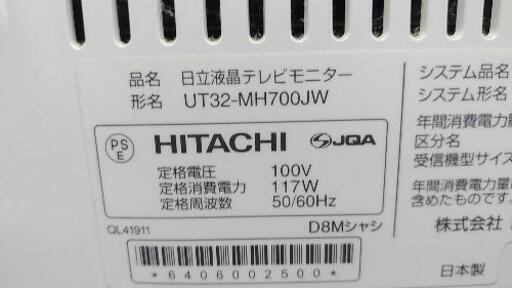 品名 日立液晶テレビモニター
形名 UT32-MH700JW
PS
E
HITACHI
JQA
定格電圧 100V
定格消費電力 117W
定格周波数 50/60Hz
QL41911
D8Mシャシ
*6406002500*
システム品名
システム形名
年間消費電力量
区分名
受信機型サイズ
年間消費電力量に
含めたものです。
株式会社
日本製